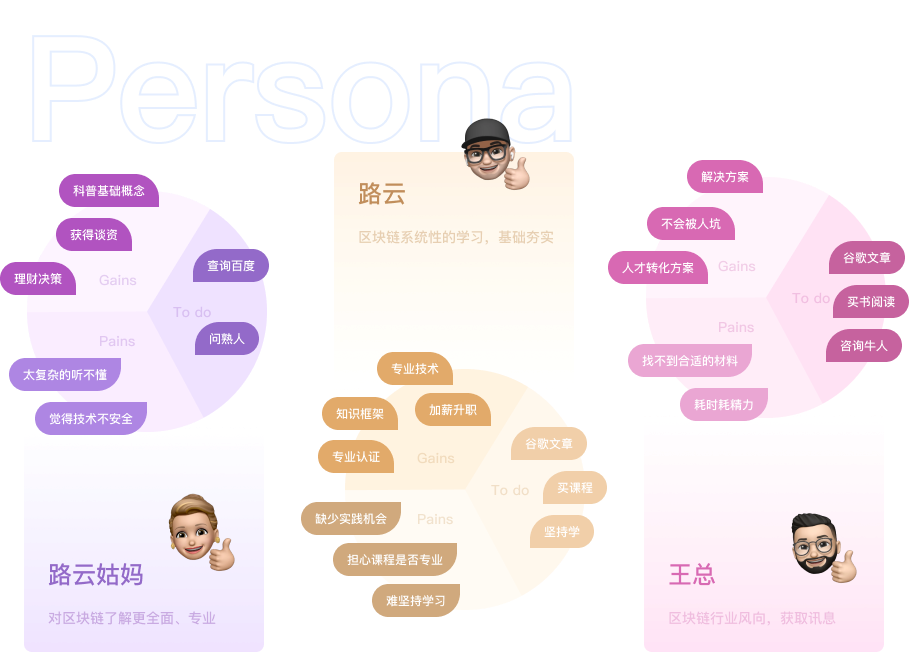 Persona
科普基础概念
获得谈资
理财决策
Gains
查询百度
To do
问熟人
Pains
太复杂的听不懂
觉得技术不安全
路云姑妈
对区块链了解更全面、专业
路云
区块链系统性的学习，基础夯实
专业技术
加薪升职
知识框架
专业认证
Gains
谷歌文章
To do
买课程
坚持学
Pains
缺少实践机会
担心课程是否专业
难坚持学习
解决方案
不会被人坑
人才转化方案
Gains
谷歌文章
To do
买书阅读
咨询牛人
Pains
找不到合适的材料
耗时耗精力
王总
区块链行业风向，获取讯息